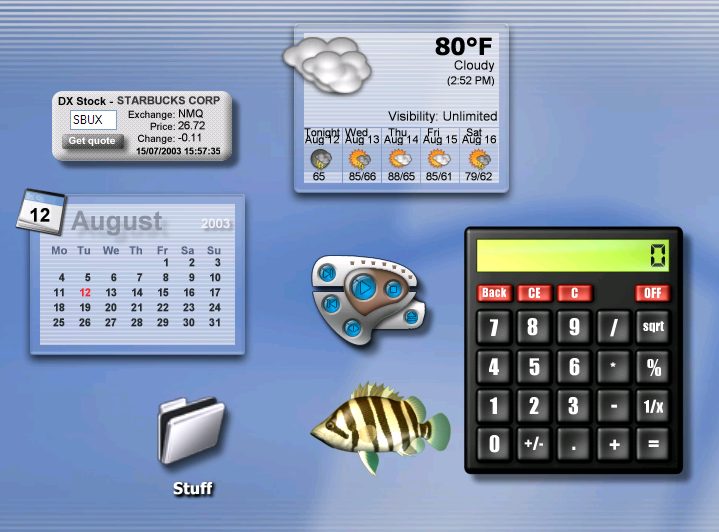 80°F
Cloudy
(2:52 PM)
Visibility: Unlimited
Tonight Wed Thu Fri Sat
Aug 12 Aug 13 Aug 14 Aug 15 Aug 16
65 85/66 88/65 85/61 79/62
DX Stock - STARBUCKS CORP
SBUX
Exchange: NMQ
Price: 26.72
Get quote
Change: -0.11
15/07/2003 15:57:35
12
August 2003
Mo Tu We Th Fr Sa Su
1 2 3
4 5 6 7 8 9 10
11 12 13 14 15 16 17
18 19 20 21 22 23 24
25 26 27 28 29 30 31
0
Back CE C OFF
7 8 9 / sqrt
4 5 6 * %
1 2 3 - 1/x
0 +/- . + =
Stuff